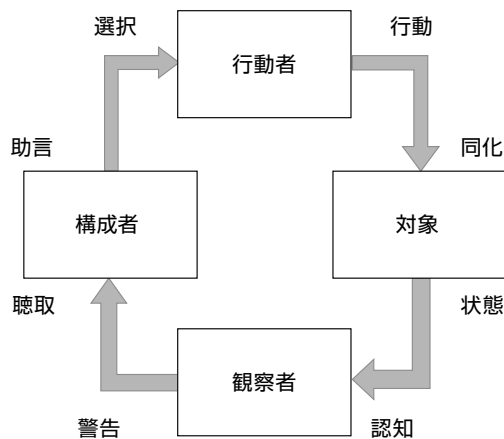 選択
行動
行動者
助言
同化
構成者
対象
聴取
状態
観察者
警告
認知